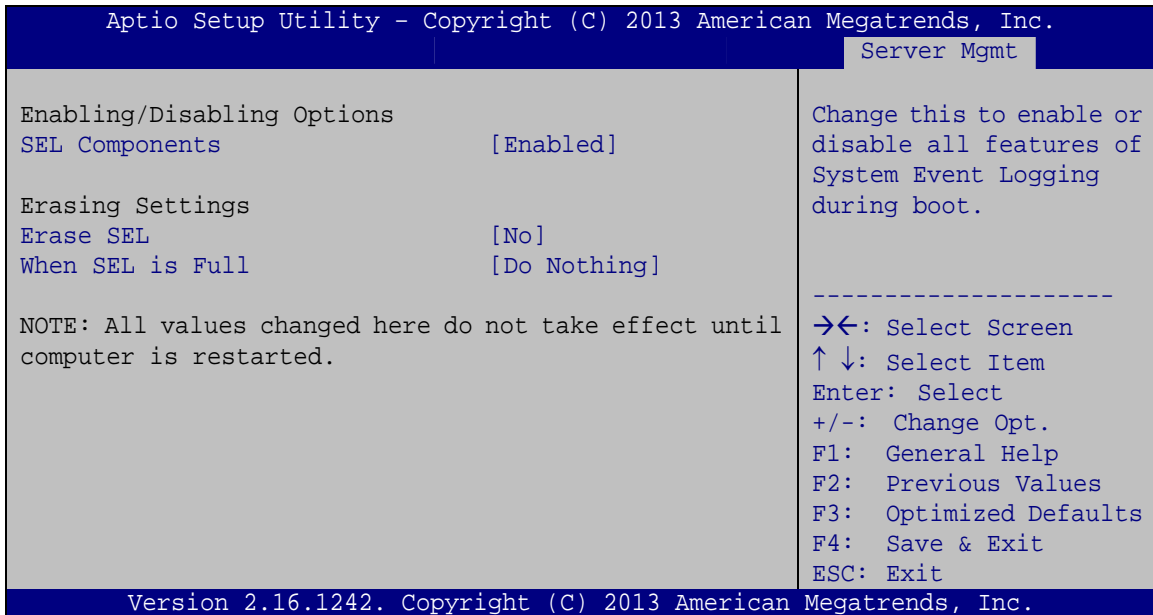 Aptio Setup Utility – Copyright (C) 2013 American Megatrends, Inc.
Server Mgmt
Enabling/Disabling Options
SEL Components [Enabled]
Erasing Settings
Erase SEL [No]
When SEL is Full [Do Nothing]
NOTE: All values changed here do not take effect until
computer is restarted.
Change this to enable or
disable all features of
System Event Logging
during boot.
----------------------
→←: Select Screen
↑ ↓: Select Item
Enter: Select
+/-: Change Opt.
F1: General Help
F2: Previous Values
F3: Optimized Defaults
F4: Save & Exit
ESC: Exit
Version 2.16.1242. Copyright (C) 2013 American Megatrends, Inc.